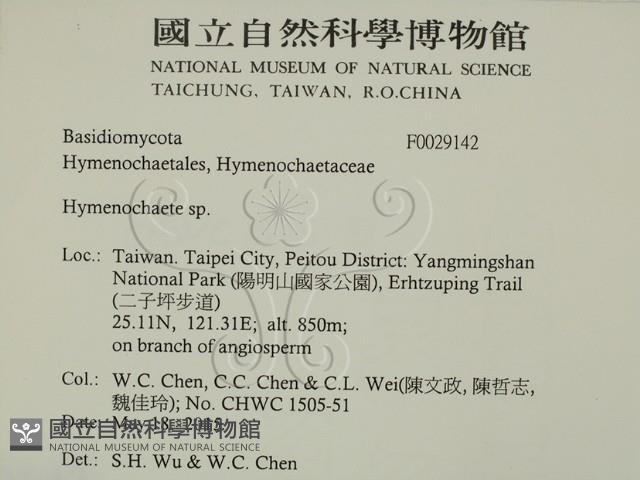 國立自然科學博物館
NATIONAL MUSEUM OF NATURAL SCIENCE
TAICHUNG, TAIWAN, R.O.CHINA
Basidiomycota F0029142
Hymenochaetales, Hymenochaetaceae
Hymenochaete sp.
Loc.: Taiwan. Taipei City, Peitou District: Yangmingshan
National Park (陽明山國家公園), Erhtzuping Trail
(二子坪步道)
25.11N, 121.31E; alt. 850m;
on branch of angiosperm
Col.: W.C. Chen, C.C. Chen & C.L. Wei(陳文政, 陳哲志,
魏佳玲); No. CHWC 1505-51
Date: May 18, 2015
國立自然科學博物館
NATIONAL MUSEUM OF NATURAL SCIENCE
Det.: S.H. Wu & W.C. Chen